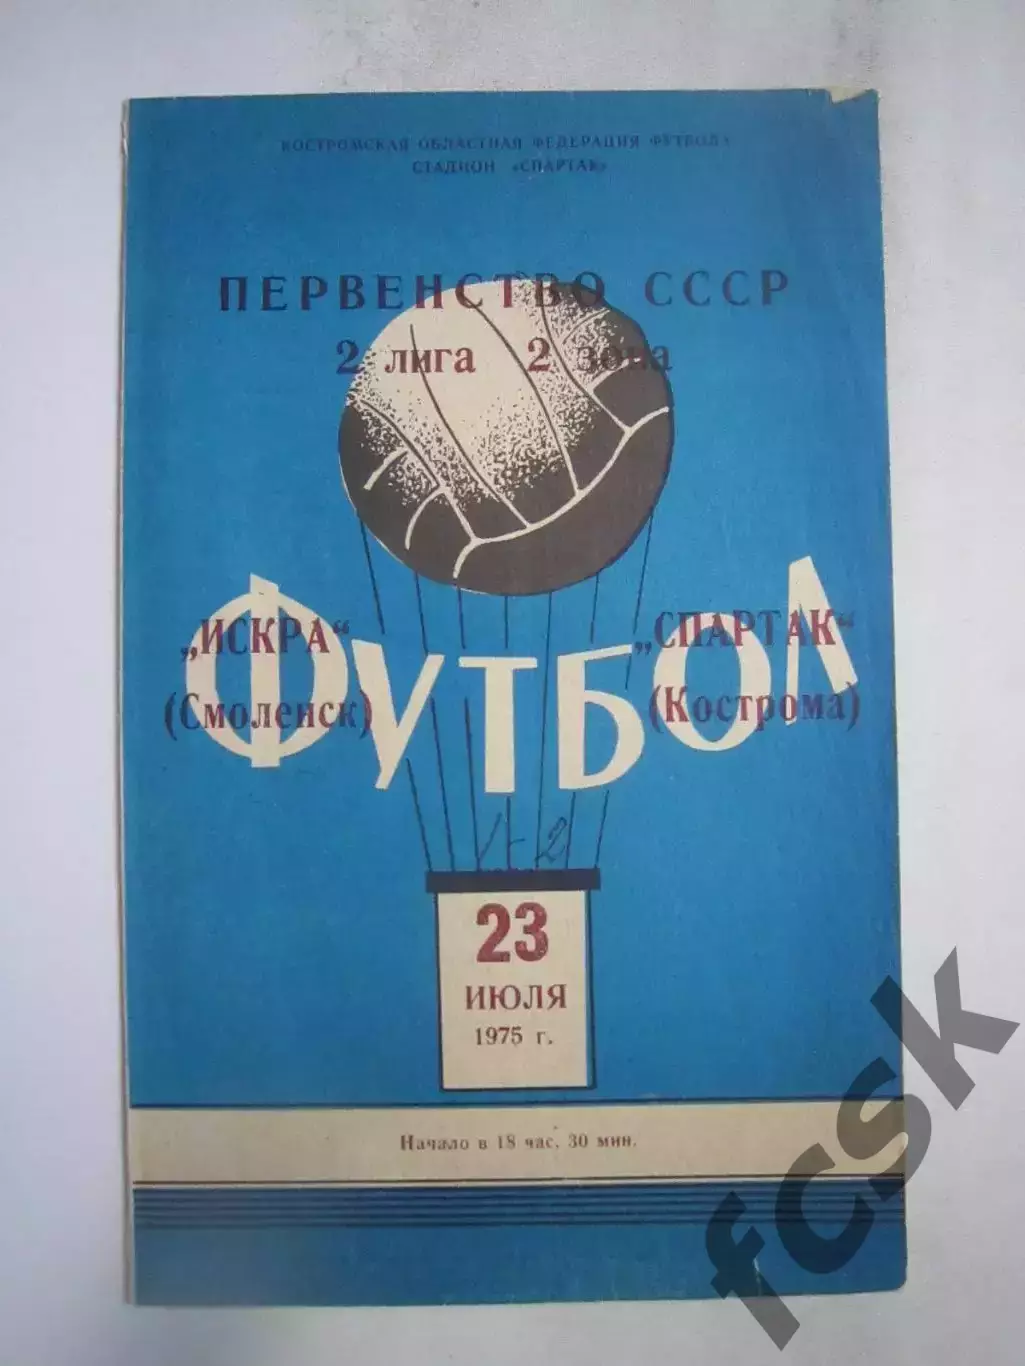 КОСТРОМСКАЯ ОБЛАСТНАЯ ФЕДЕРАЦИЯ ФУТБОЛА
СТАДИОН «СПАРТАК»
ПЕРВЕНСТВО СССР
2 лига 2 зона
ФУТБОЛ
„ИСКРА“
(Смоленск)
„СПАРТАК“
(Кострома)
1-2
23
ИЮЛЯ
1975 г.
Начало в 18 час. 30 мин.
fcsk